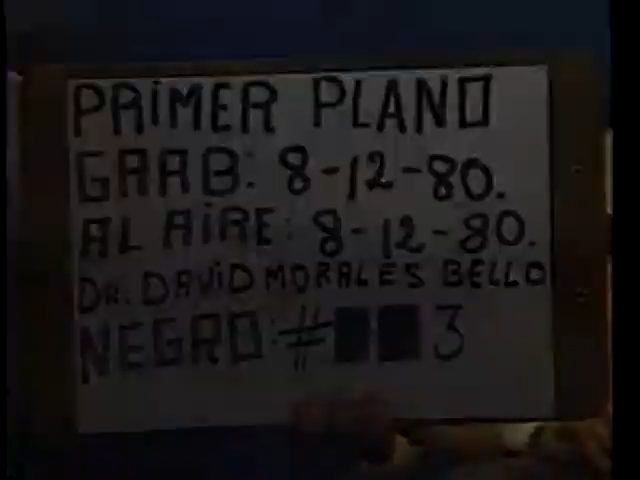 PRiMER PLANO
GRAB: 8-12-80.
AL AiRE: 8-12-80.
DR. DAViD MORALES BELLO
NEGRO: # 3